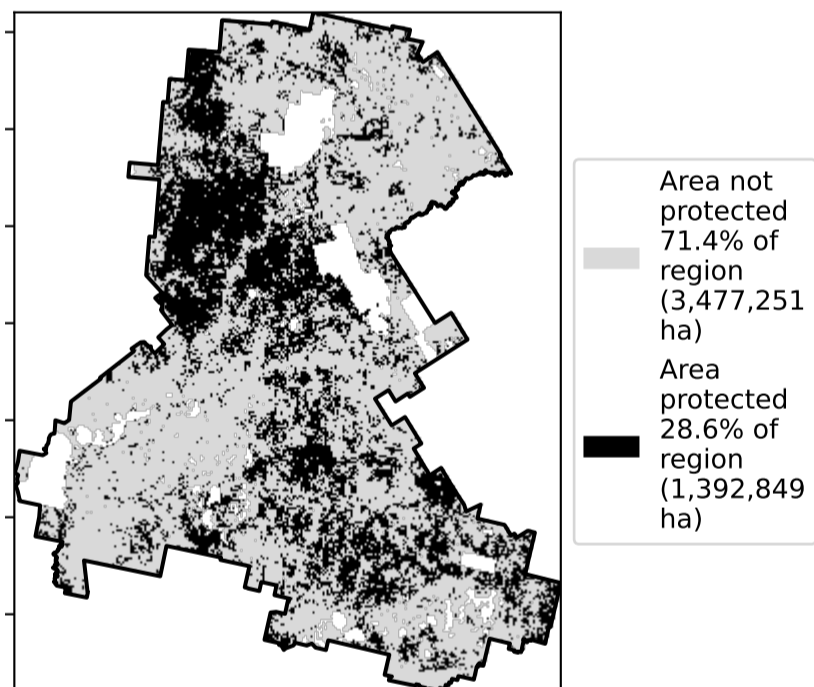 Area not
protected
71.4% of
region
(3,477,251
ha)
Area
protected
28.6% of
region
(1,392,849
ha)